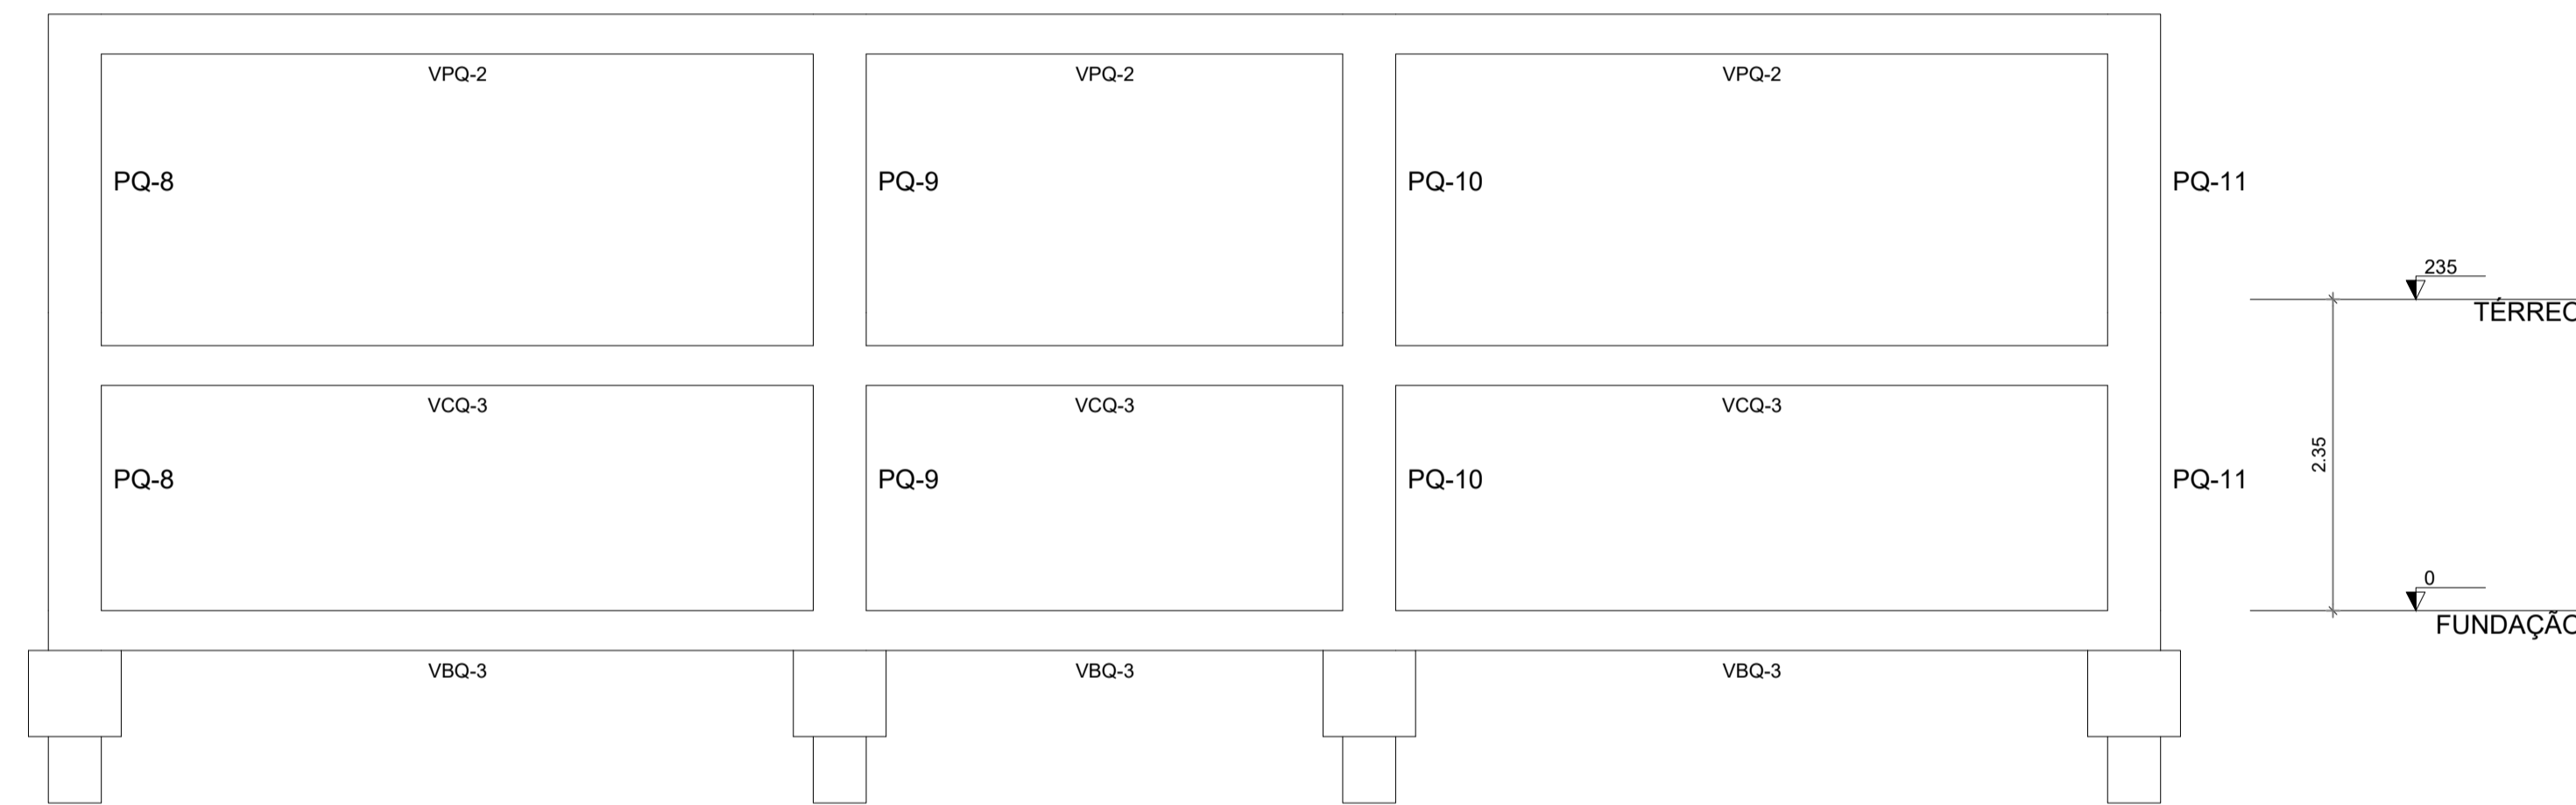 VPQ-2 VPQ-2 VPQ-2
PQ-8 PQ-9 PQ-10 PQ-11
235
TÉRREO
VCQ-3 VCQ-3 VCQ-3
2.35
PQ-8 PQ-9 PQ-10 PQ-11
0
FUNDAÇÃO
VBQ-3 VBQ-3 VBQ-3